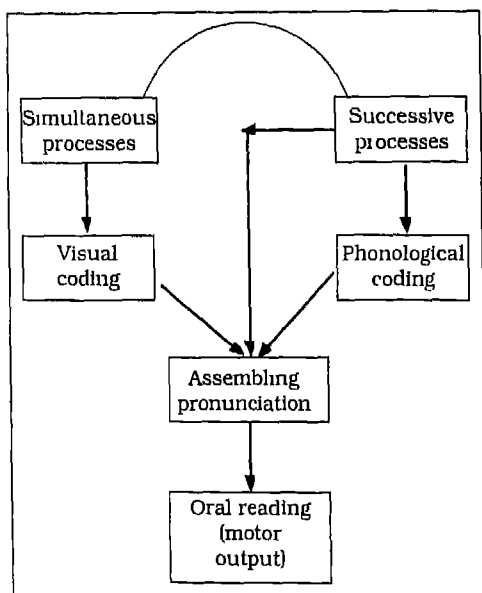 Simultaneous
processes
Successive
processes
Visual
coding
Phonological
coding
Assembling
pronunciation
Oral reading
(motor
output)